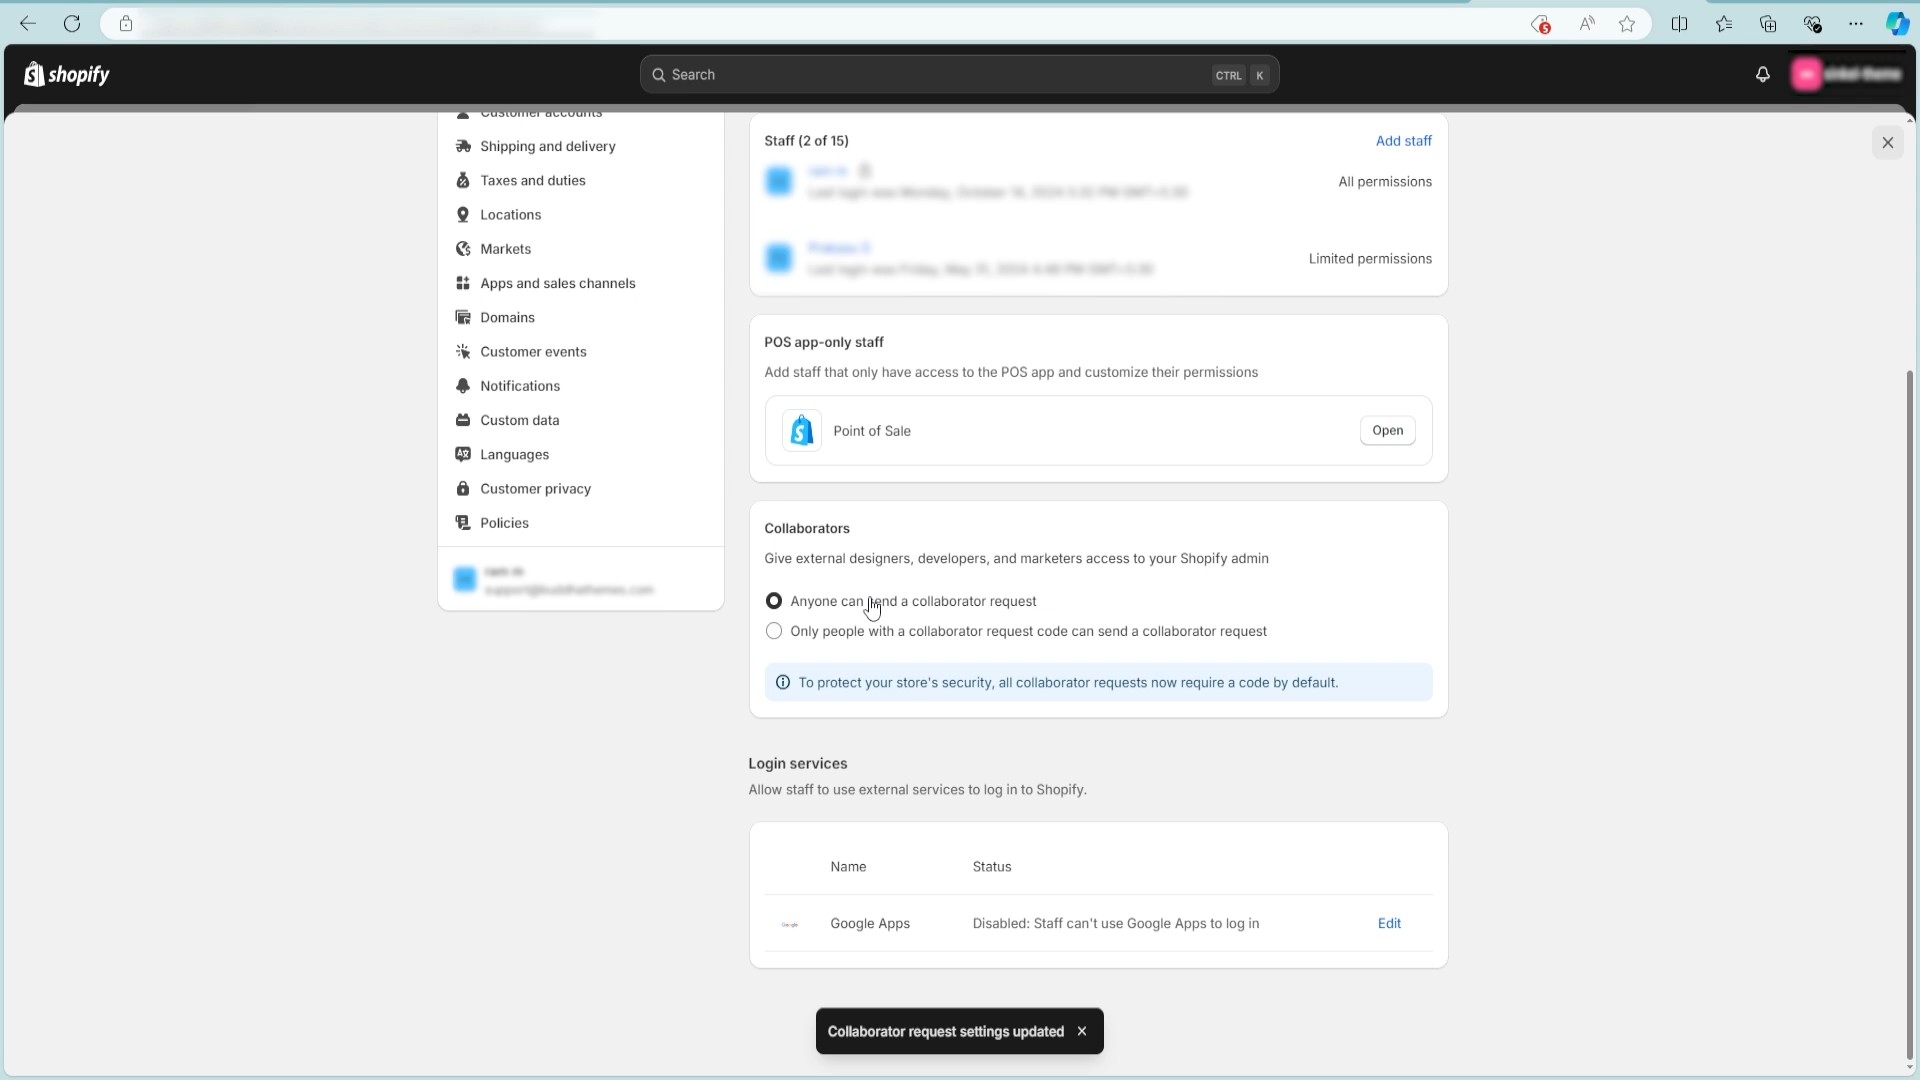 shopify
Search
CTRL K
Customer accounts
Shipping and delivery
Taxes and duties
Locations
Markets
Apps and sales channels
Domains
Customer events
Notifications
Custom data
Languages
Customer privacy
Policies
Staff (2 of 15)
Add staff
All permissions
Limited permissions
POS app-only staff
Add staff that only have access to the POS app and customize their permissions
Point of Sale
Open
Collaborators
Give external designers, developers, and marketers access to your Shopify admin
Anyone can send a collaborator request
Only people with a collaborator request code can send a collaborator request
To protect your store's security, all collaborator requests now require a code by default.
Login services
Allow staff to use external services to log in to Shopify.
Name Status
Google Google Apps Disabled: Staff can't use Google Apps to log in Edit
Collaborator request settings updated